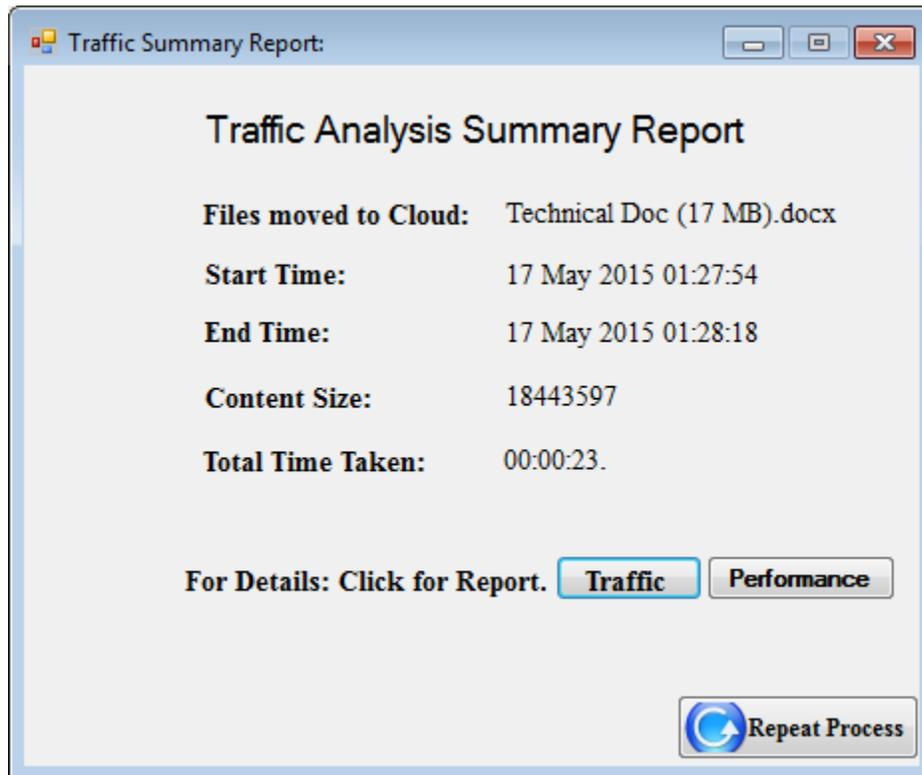 Traffic Summary Report:
Traffic Analysis Summary Report
Files moved to Cloud: Technical Doc (17 MB).docx
Start Time: 17 May 2015 01:27:54
End Time: 17 May 2015 01:28:18
Content Size: 18443597
Total Time Taken: 00:00:23.
For Details: Click for Report. Traffic Performance
Repeat Process